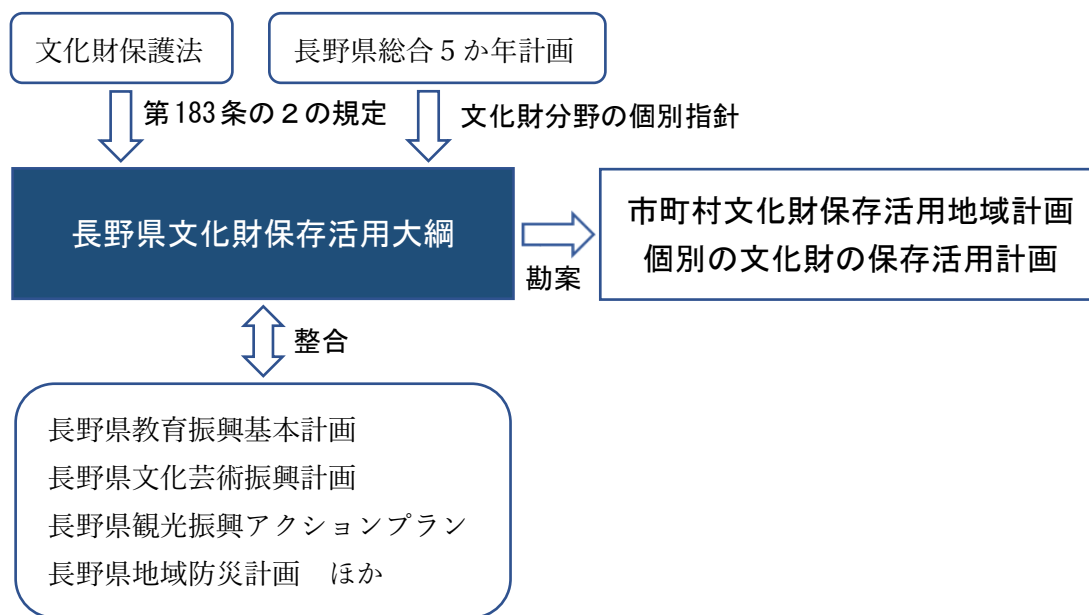 文化財保護法
長野県総合５か年計画
第183条の２の規定
文化財分野の個別指針
長野県文化財保存活用大綱
勘案
市町村文化財保存活用地域計画
個別の文化財の保存活用計画
整合
長野県教育振興基本計画
長野県文化芸術振興計画
長野県観光振興アクションプラン
長野県地域防災計画　ほか